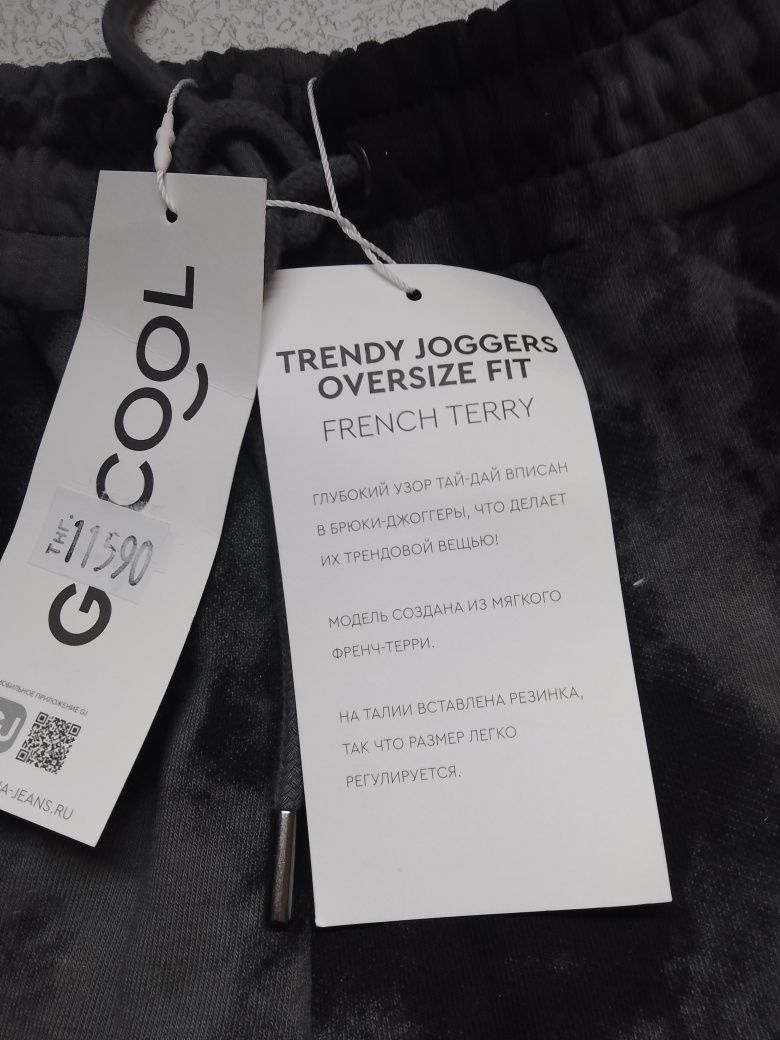 COOL
ТНГ. 11590
МОБИЛЬНОЕ ПРИЛОЖЕНИЕ GJ
A-JEANS.RU
TRENDY JOGGERS
OVERSIZE FIT
FRENCH TERRY
ГЛУБОКИЙ УЗОР ТАЙ-ДАЙ ВПИСАН
В БРЮКИ-ДЖОГГЕРЫ, ЧТО ДЕЛАЕТ
ИХ ТРЕНДОВОЙ ВЕЩЬЮ!
МОДЕЛЬ СОЗДАНА ИЗ МЯГКОГО
ФРЕНЧ-ТЕРРИ.
НА ТАЛИИ ВСТАВЛЕНА РЕЗИНКА,
ТАК ЧТО РАЗМЕР ЛЕГКО
РЕГУЛИРУЕТСЯ.